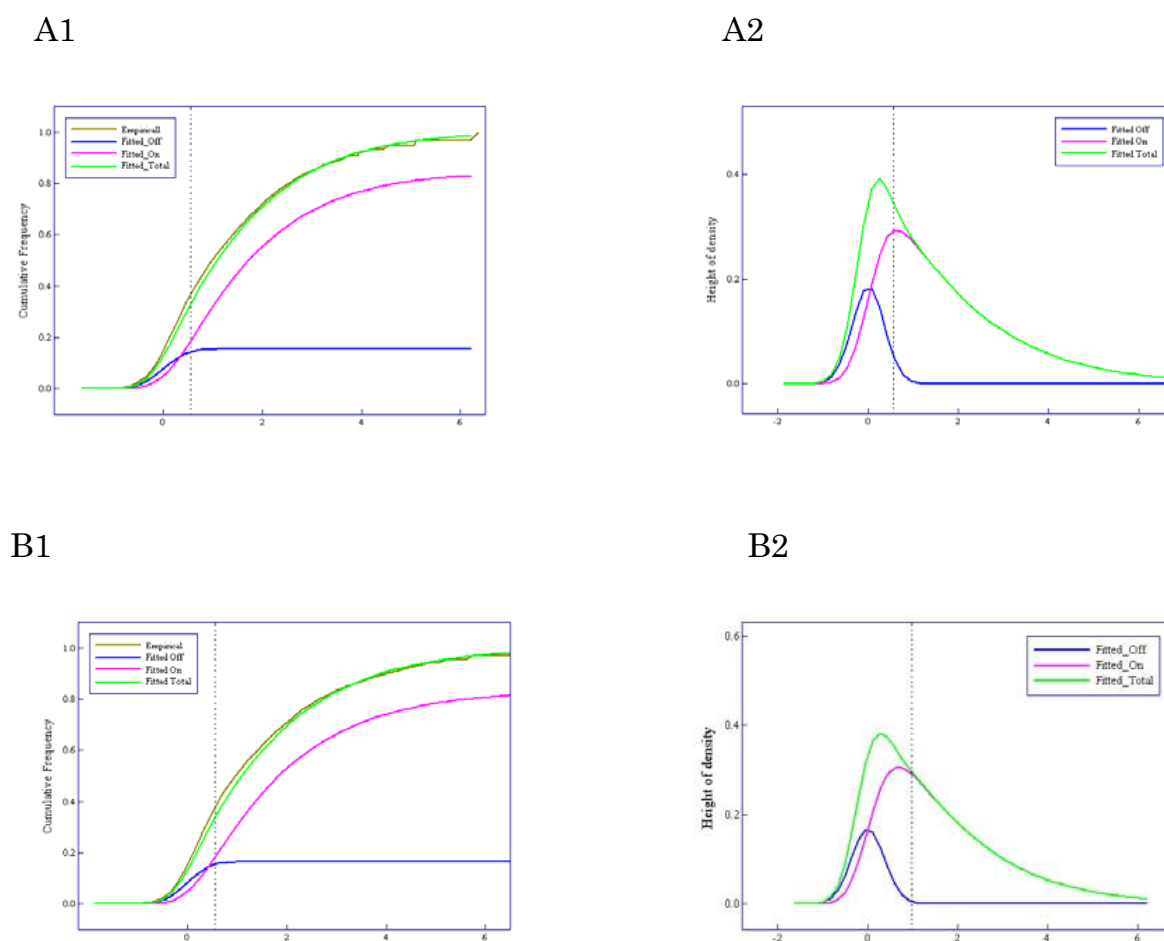 A1
A2
Empiricall
Fitted_Off
Fitted_On
Fitted_Total
Cumulative Frequency
1.0
0.8
0.6
0.4
0.2
0.0
0 2 4 6
Fitted Off
Fitted On
Fitted Total
Height of density
0.4
0.2
0.0
-2 0 2 4 6
B1
B2
Empirical
Fitted Off
Fitted On
Fitted Total
Cumulative Frequency
1.0
0.8
0.6
0.4
0.2
0.0
0 2 4 6
Fitted_Off
Fitted_On
Fitted_Total
Height of density
0.6
0.4
0.2
0.0
-2 0 2 4 6